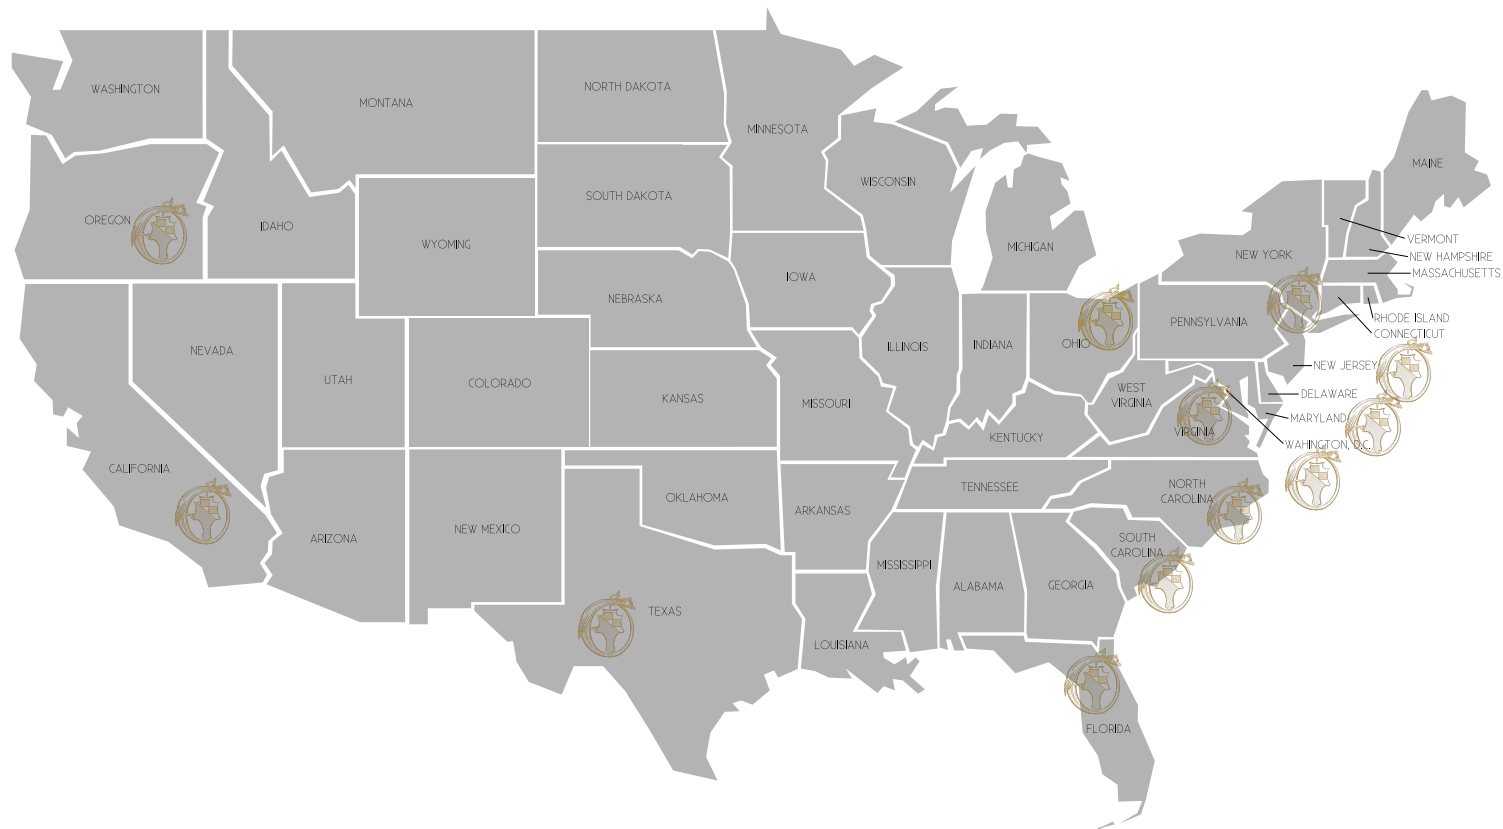 WASHINGTON
MONTANA
NORTH DAKOTA
MINNESOTA
MAINE
WISCONSIN
SOUTH DAKOTA
OREGON
IDAHO
WYOMING
MICHIGAN
NEW YORK
VERMONT
NEW HAMPSHIRE
MASSACHUSETTS
IOWA
NEBRASKA
PENNSYLVANIA
RHODE ISLAND
CONNECTICUT
NEVADA
ILLINOIS
INDIANA
OHIO
NEW JERSEY
UTAH
COLORADO
KANSAS
MISSOURI
WEST
VIRGINIA
DELAWARE
MARYLAND
KENTUCKY
VIRGINIA
WAHINGTON, D.C.
CALIFORNIA
OKLAHOMA
TENNESSEE
NORTH
CAROLINA
ARIZONA
NEW MEXICO
ARKANSAS
SOUTH
CAROLINA
MISSISSIPPI
ALABAMA
GEORGIA
TEXAS
LOUISIANA
FLORIDA